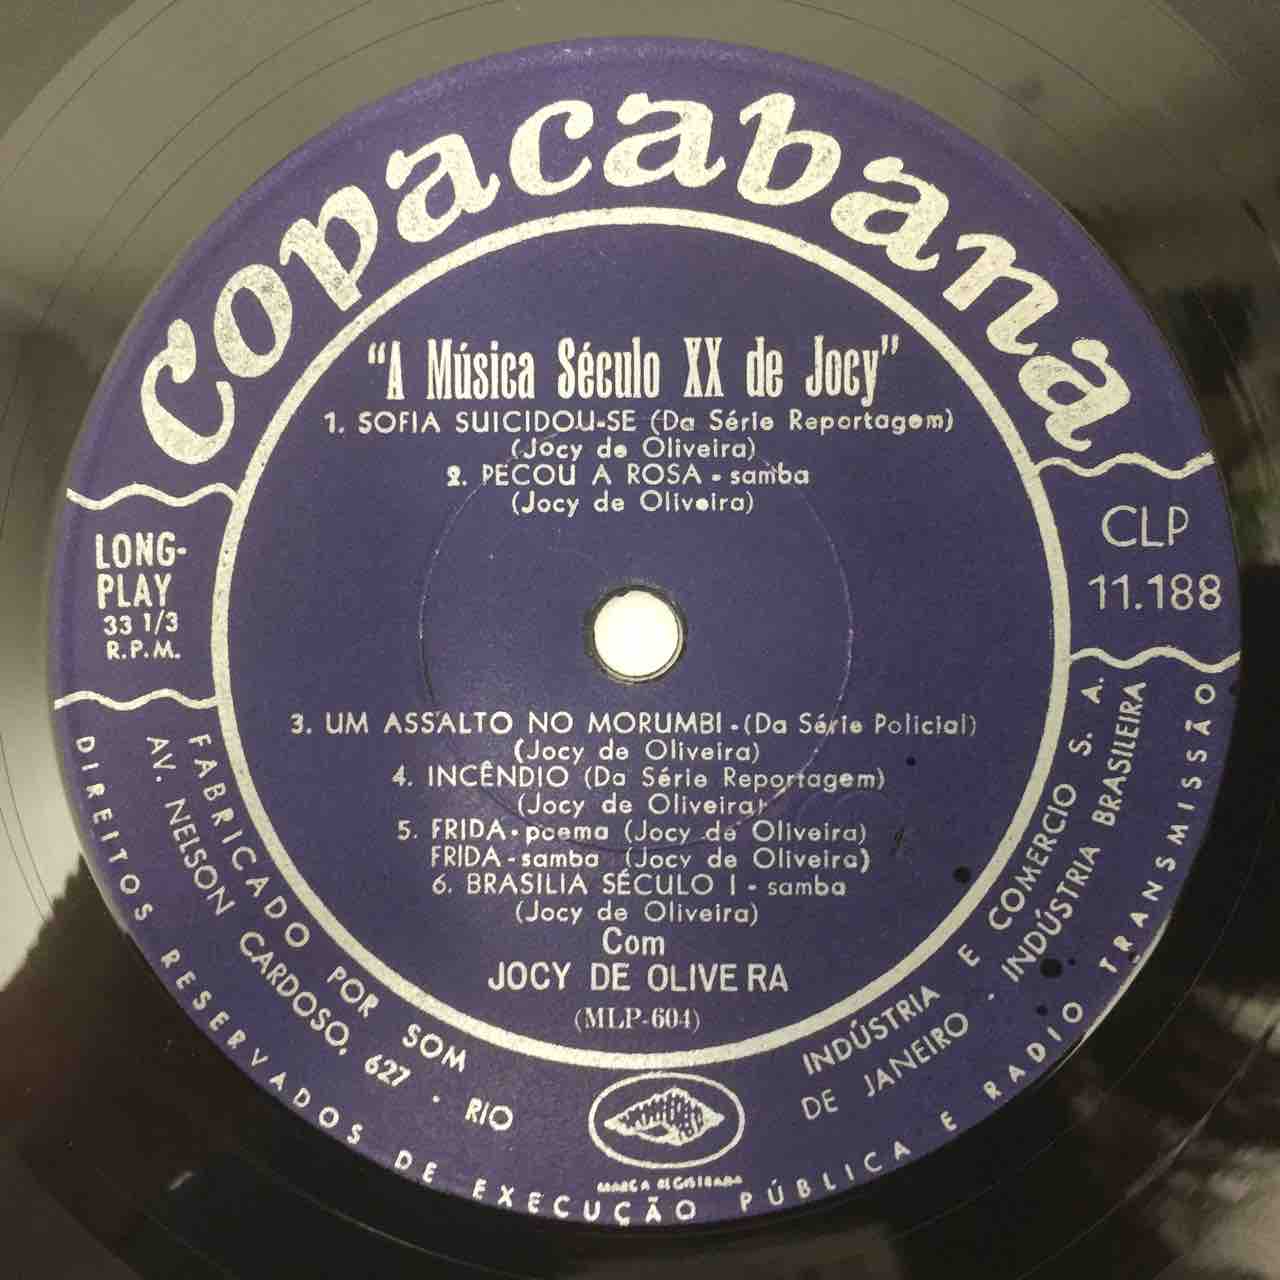 Copacabana
"A Música Século XX de Jocy"
1. SOFIA SUICIDOU-SE (Da Série Reportagem)
(Jocy de Oliveira)
2. PECOU A ROSA - samba
(Jocy de Oliveira)
LONG-
PLAY
33 1/3
R.P.M.
CLP
11.188
3. UM ASSALTO NO MORUMBI - (Da Série Policial)
(Jocy de Oliveira)
4. INCÊNDIO (Da Série Reportagem)
(Jocy de Oliveira)
5. FRIDA - poema (Jocy de Oliveira)
FRIDA - samba (Jocy de Oliveira)
6. BRASILIA SÉCULO I - samba
(Jocy de Oliveira)
Com
JOCY DE OLIVE RA
(MLP-604)
FABRICADO POR SOM INDÚSTRIA E COMERCIO S. A.
AV. NELSON CARDOSO, 627 - RIO DE JANEIRO - INDÚSTRIA BRASILEIRA
MARCA REGISTRADA
DIREITOS RESERVADOS DE EXECUÇÃO PÚBLICA E RADIO TRANSMISSÃO